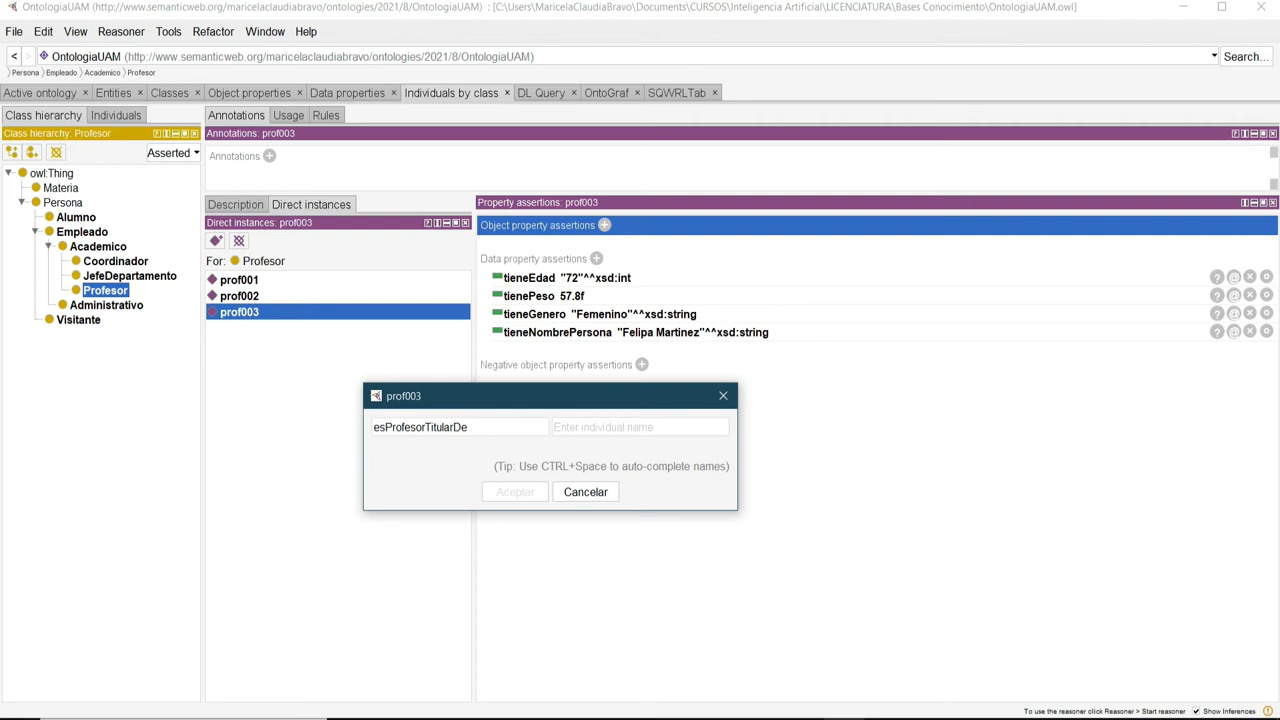 OntologiaUAM (http://www.semanticweb.org/maricelaclaudiabravo/ontologies/2021/8/OntologiaUAM) : [C:\Users\MaricelaClaudiaBravo\Documents\CURSOS\Inteligencia Artificial\LICENCIATURA\Bases Conocimiento\OntologiaUAM.owl]
File Edit View Reasoner Tools Refactor Window Help
< > OntologiaUAM (http://www.semanticweb.org/maricelaclaudiabravo/ontologies/2021/8/OntologiaUAM) Search...
Persona Empleado Academico Profesor
Active ontology × Entities × Classes × Object properties × Data properties × Individuals by class × DL Query × OntoGraf × SQWRLTab ×
Class hierarchy Individuals
Class hierarchy: Profesor
Asserted
owl:Thing
Materia
Persona
Alumno
Empleado
Academico
Coordinador
JefeDepartamento
Profesor
Administrativo
Visitante
Annotations Usage Rules
Annotations: prof003
Annotations
Description Direct instances
Direct instances: prof003
For: Profesor
prof001
prof002
prof003
Property assertions: prof003
Object property assertions
Data property assertions
tieneEdad "72"^^xsd:int
tienePeso 57.8f
tieneGenero "Femenino"^^xsd:string
tieneNombrePersona "Felipa Martinez"^^xsd:string
Negative object property assertions
prof003
esProfesorTitularDe Enter individual name
(Tip: Use CTRL+Space to auto-complete names)
Aceptar Cancelar
To use the reasoner click Reasoner > Start reasoner Show Inferences